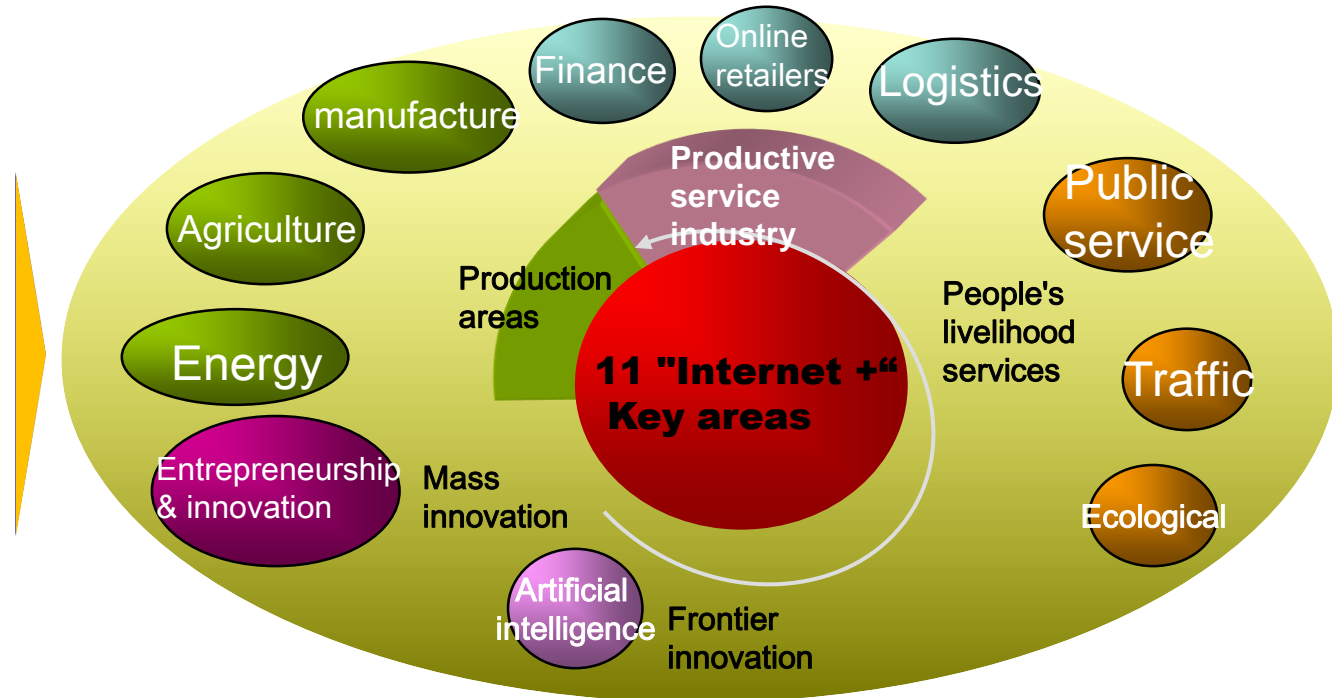 Finance
Online
retailers
Logistics
manufacture
Productive
service
industry
Public
service
Agriculture
Production
areas
People's
livelihood
services
Energy
11 "Internet +“
Key areas
Traffic
Entrepreneurship
& innovation
Mass
innovation
Ecological
Artificial
intelligence
Frontier
innovation